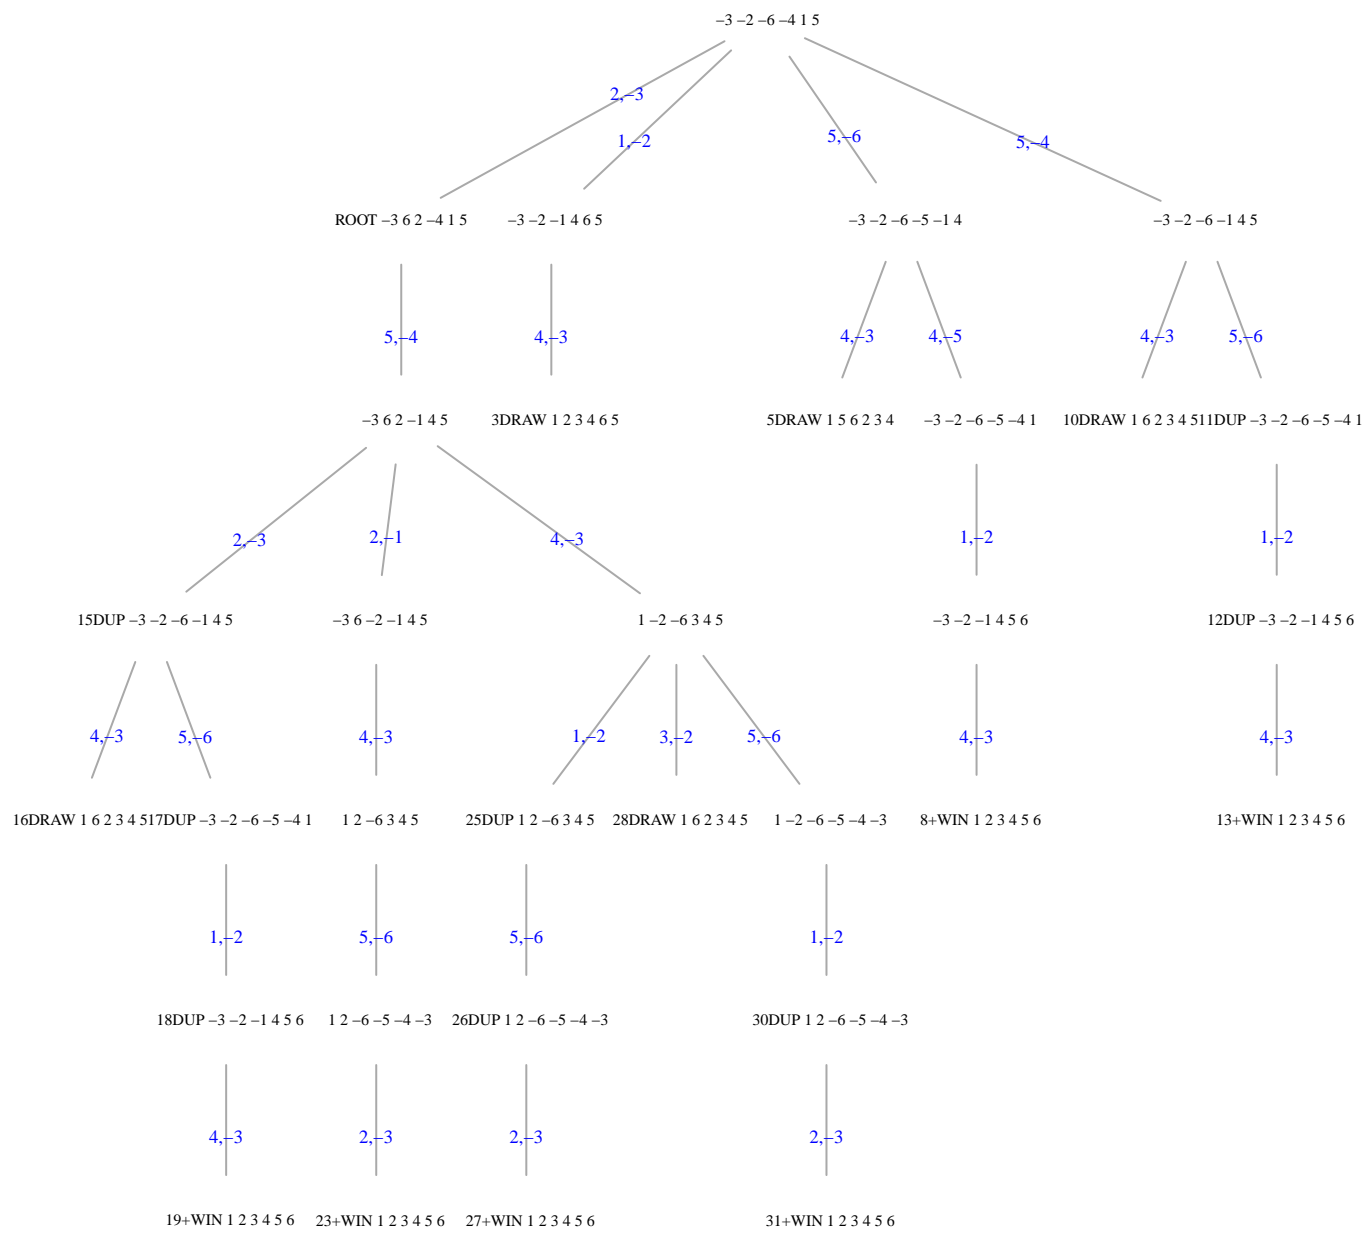 –3 –2 –6 –4 1 5
2,–3
1,–2
5,–6
5,–4
ROOT –3 6 2 –4 1 5
–3 –2 –1 4 6 5
–3 –2 –6 –5 –1 4
–3 –2 –6 –1 4 5
5,–4
4,–3
4,–3
4,–5
4,–3
5,–6
–3 6 2 –1 4 5
3DRAW 1 2 3 4 6 5
5DRAW 1 5 6 2 3 4
–3 –2 –6 –5 –4 1
10DRAW 1 6 2 3 4 5
11DUP –3 –2 –6 –5 –4 1
2,–3
2,–1
4,–3
1,–2
1,–2
15DUP –3 –2 –6 –1 4 5
–3 6 –2 –1 4 5
1 –2 –6 3 4 5
–3 –2 –1 4 5 6
12DUP –3 –2 –1 4 5 6
4,–3
5,–6
4,–3
1,–2
3,–2
5,–6
4,–3
4,–3
16DRAW 1 6 2 3 4 5
17DUP –3 –2 –6 –5 –4 1
1 2 –6 3 4 5
25DUP 1 2 –6 3 4 5
28DRAW 1 6 2 3 4 5
1 –2 –6 –5 –4 –3
8+WIN 1 2 3 4 5 6
13+WIN 1 2 3 4 5 6
1,–2
5,–6
5,–6
1,–2
18DUP –3 –2 –1 4 5 6
1 2 –6 –5 –4 –3
26DUP 1 2 –6 –5 –4 –3
30DUP 1 2 –6 –5 –4 –3
4,–3
2,–3
2,–3
2,–3
19+WIN 1 2 3 4 5 6
23+WIN 1 2 3 4 5 6
27+WIN 1 2 3 4 5 6
31+WIN 1 2 3 4 5 6